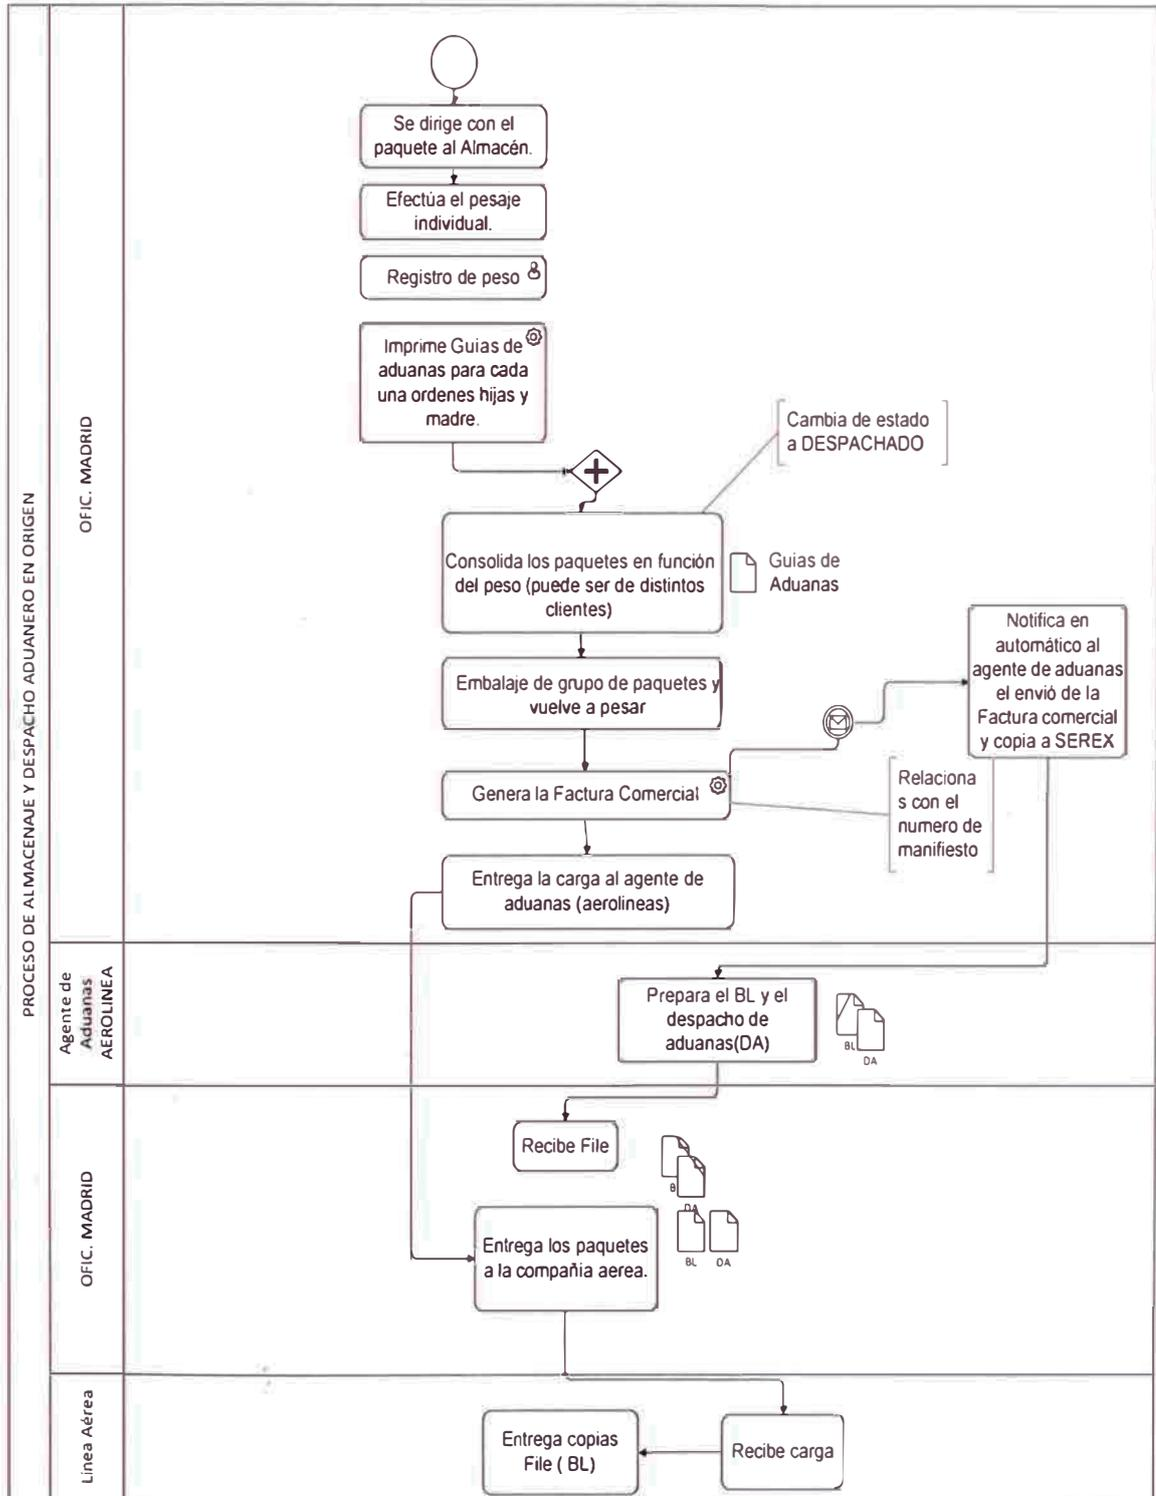 PROCESO DE ALMACENAJE Y DESPACHO ADUANERO EN ORIGEN
OFIC. MADRID
Se dirige con el
paquete al Almacén.
Efectúa el pesaje
individual.
Registro de peso
Imprime Guias de
aduanas para cada
una ordenes hijas y
madre.
Cambia de estado
a DESPACHADO
Consolida los paquetes en función
del peso (puede ser de distintos
clientes)
Guias de
Aduanas
Embalaje de grupo de paquetes y
vuelve a pesar
Notifica en
automático al
agente de aduanas
el envió de la
Factura comercial
y copia a SEREX
Genera la Factura Comercial
Relaciona
s con el
numero de
manifiesto
Entrega la carga al agente de
aduanas (aerolineas)
Agente de
Aduanas
AEROLINEA
Prepara el BL y el
despacho de
aduanas(DA)
BL
DA
OFIC. MADRID
Recibe File
B
DA
Entrega los paquetes
a la compañia aerea.
BL
DA
Linea Aérea
Entrega copias
File ( BL)
Recibe carga